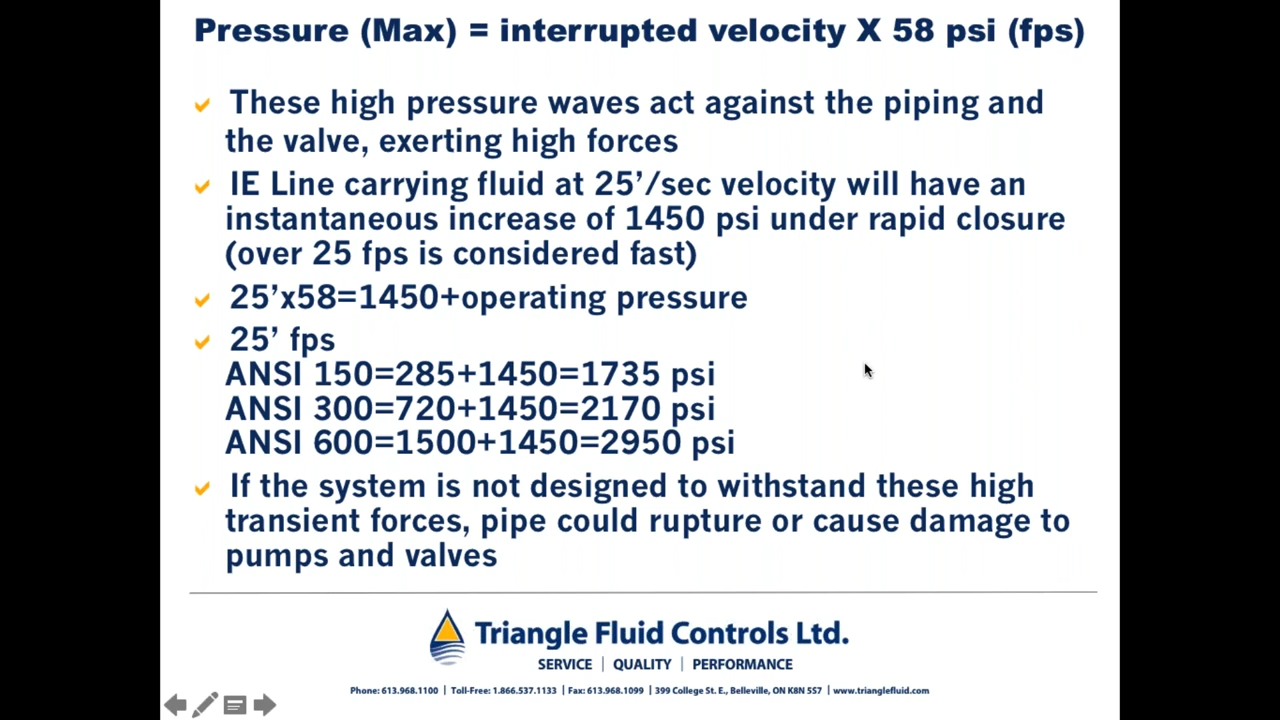 Pressure (Max) = interrupted velocity X 58 psi (fps)
These high pressure waves act against the piping and
the valve, exerting high forces
IE Line carrying fluid at 25’/sec velocity will have an
instantaneous increase of 1450 psi under rapid closure
(over 25 fps is considered fast)
25’x58=1450+operating pressure
25’ fps
ANSI 150=285+1450=1735 psi
ANSI 300=720+1450=2170 psi
ANSI 600=1500+1450=2950 psi
If the system is not designed to withstand these high
transient forces, pipe could rupture or cause damage to
pumps and valves
Triangle Fluid Controls Ltd.
SERVICE | QUALITY | PERFORMANCE
Phone: 613.968.1100 | Toll-Free: 1.866.537.1133 | Fax: 613.968.1099 | 399 College St. E., Belleville, ON K8N 5S7 | www.trianglefluid.com